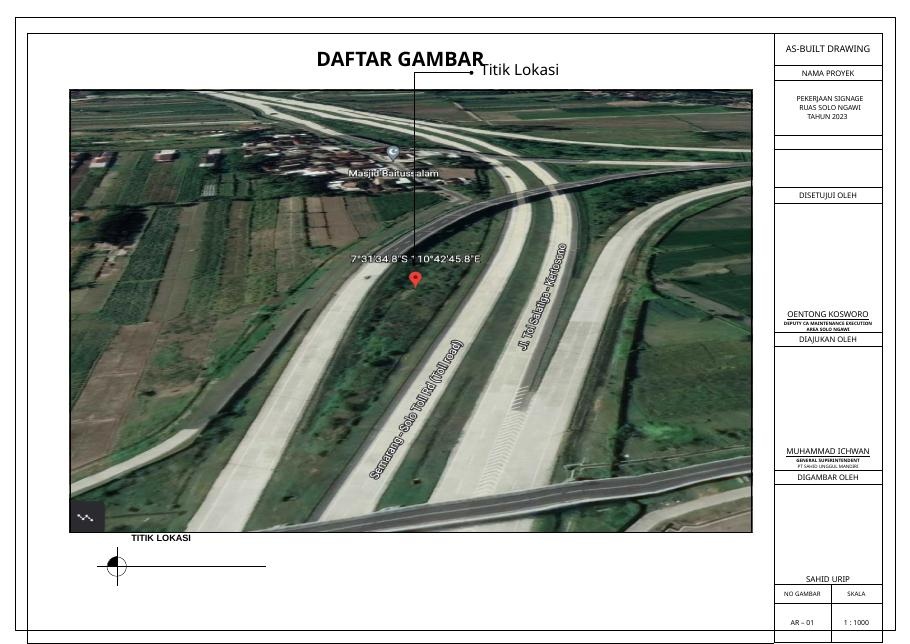 DAFTAR GAMBAR
Titik Lokasi
Masjid Baitussalam
7°31'34.8"S 110°42'45.8"E
Jl. Tol Salatiga - Kertosono
Semarang - Solo Toll Rd (Toll road)
TITIK LOKASI
AS-BUILT DRAWING
NAMA PROYEK
PEKERJAAN SIGNAGE
RUAS SOLO NGAWI
TAHUN 2023
DISETUJUI OLEH
OENTONG KOSWORO
DEPUTY CA MAINTENANCE EXECUTION
AREA SOLO NGAWI
DIAJUKAN OLEH
MUHAMMAD ICHWAN
GENERAL SUPERINTENDENT
PT SAHID UNGGUL MANDIRI
DIGAMBAR OLEH
SAHID URIP
NO GAMBAR SKALA
AR – 01 1 : 1000